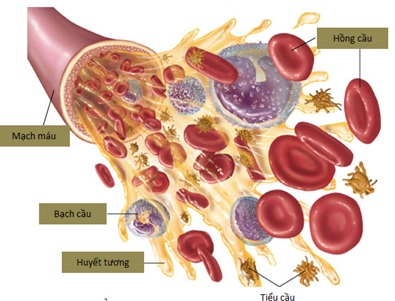 Hồng cầu
Mạch máu
Bạch cầu
Huyết tương
Tiểu cầu